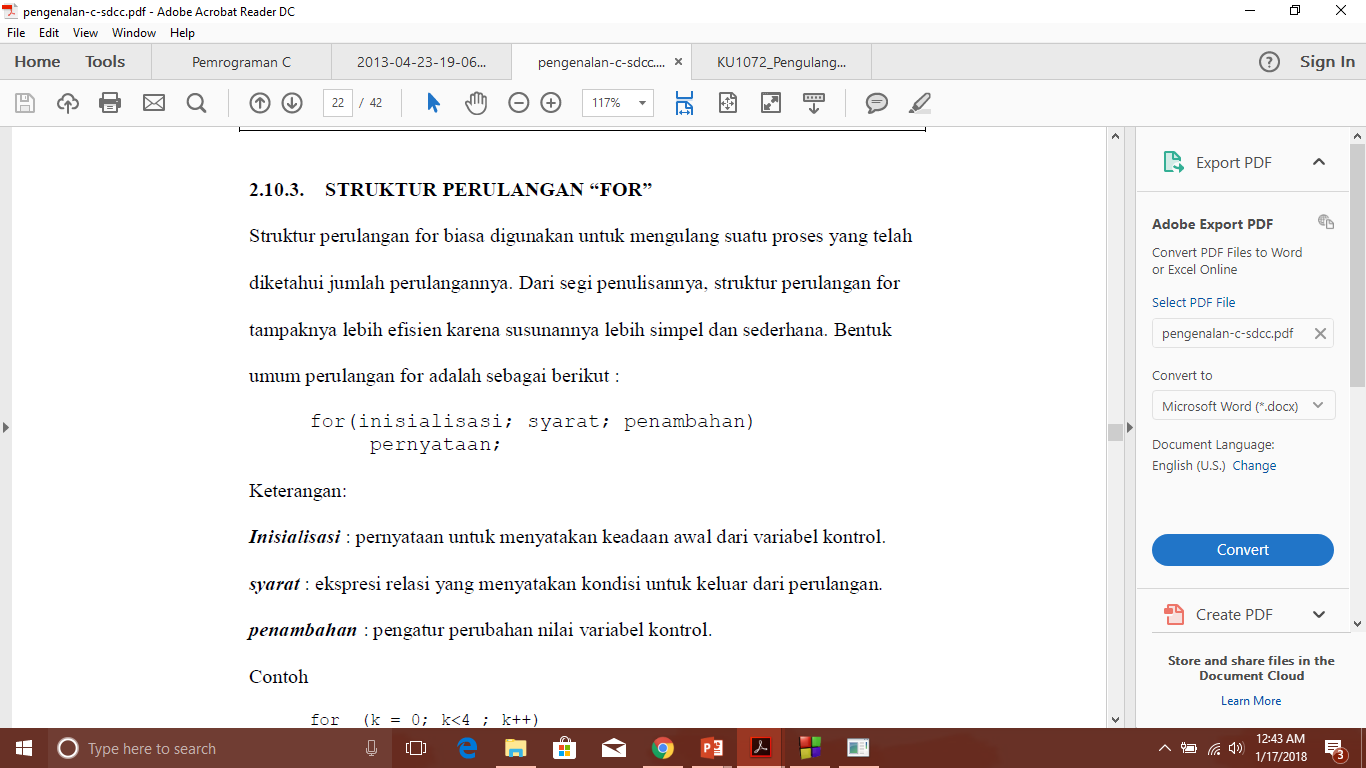 pengenalan-c-sdcc.pdf - Adobe Acrobat Reader DC
File Edit View Window Help
Home Tools Pemrograman C 2013-04-23-19-06... pengenalan-c-sdcc.... × KU1072_Pengulang... ? Sign In
22 / 42 117%
2.10.3. STRUKTUR PERULANGAN “FOR”
Struktur perulangan for biasa digunakan untuk mengulang suatu proses yang telah
diketahui jumlah perulangannya. Dari segi penulisannya, struktur perulangan for
tampaknya lebih efisien karena susunannya lebih simpel dan sederhana. Bentuk
umum perulangan for adalah sebagai berikut :
for(inisialisasi; syarat; penambahan)
pernyataan;
Keterangan:
Inisialisasi : pernyataan untuk menyatakan keadaan awal dari variabel kontrol.
syarat : ekspresi relasi yang menyatakan kondisi untuk keluar dari perulangan.
penambahan : pengatur perubahan nilai variabel kontrol.
Contoh
for (k = 0; k<4 ; k++)
Export PDF
Adobe Export PDF
Convert PDF Files to Word
or Excel Online
Select PDF File
pengenalan-c-sdcc.pdf
Convert to
Microsoft Word (*.docx)
Document Language:
English (U.S.) Change
Convert
Create PDF
Store and share files in the
Document Cloud
Learn More
Type here to search
12:43 AM
1/17/2018
3